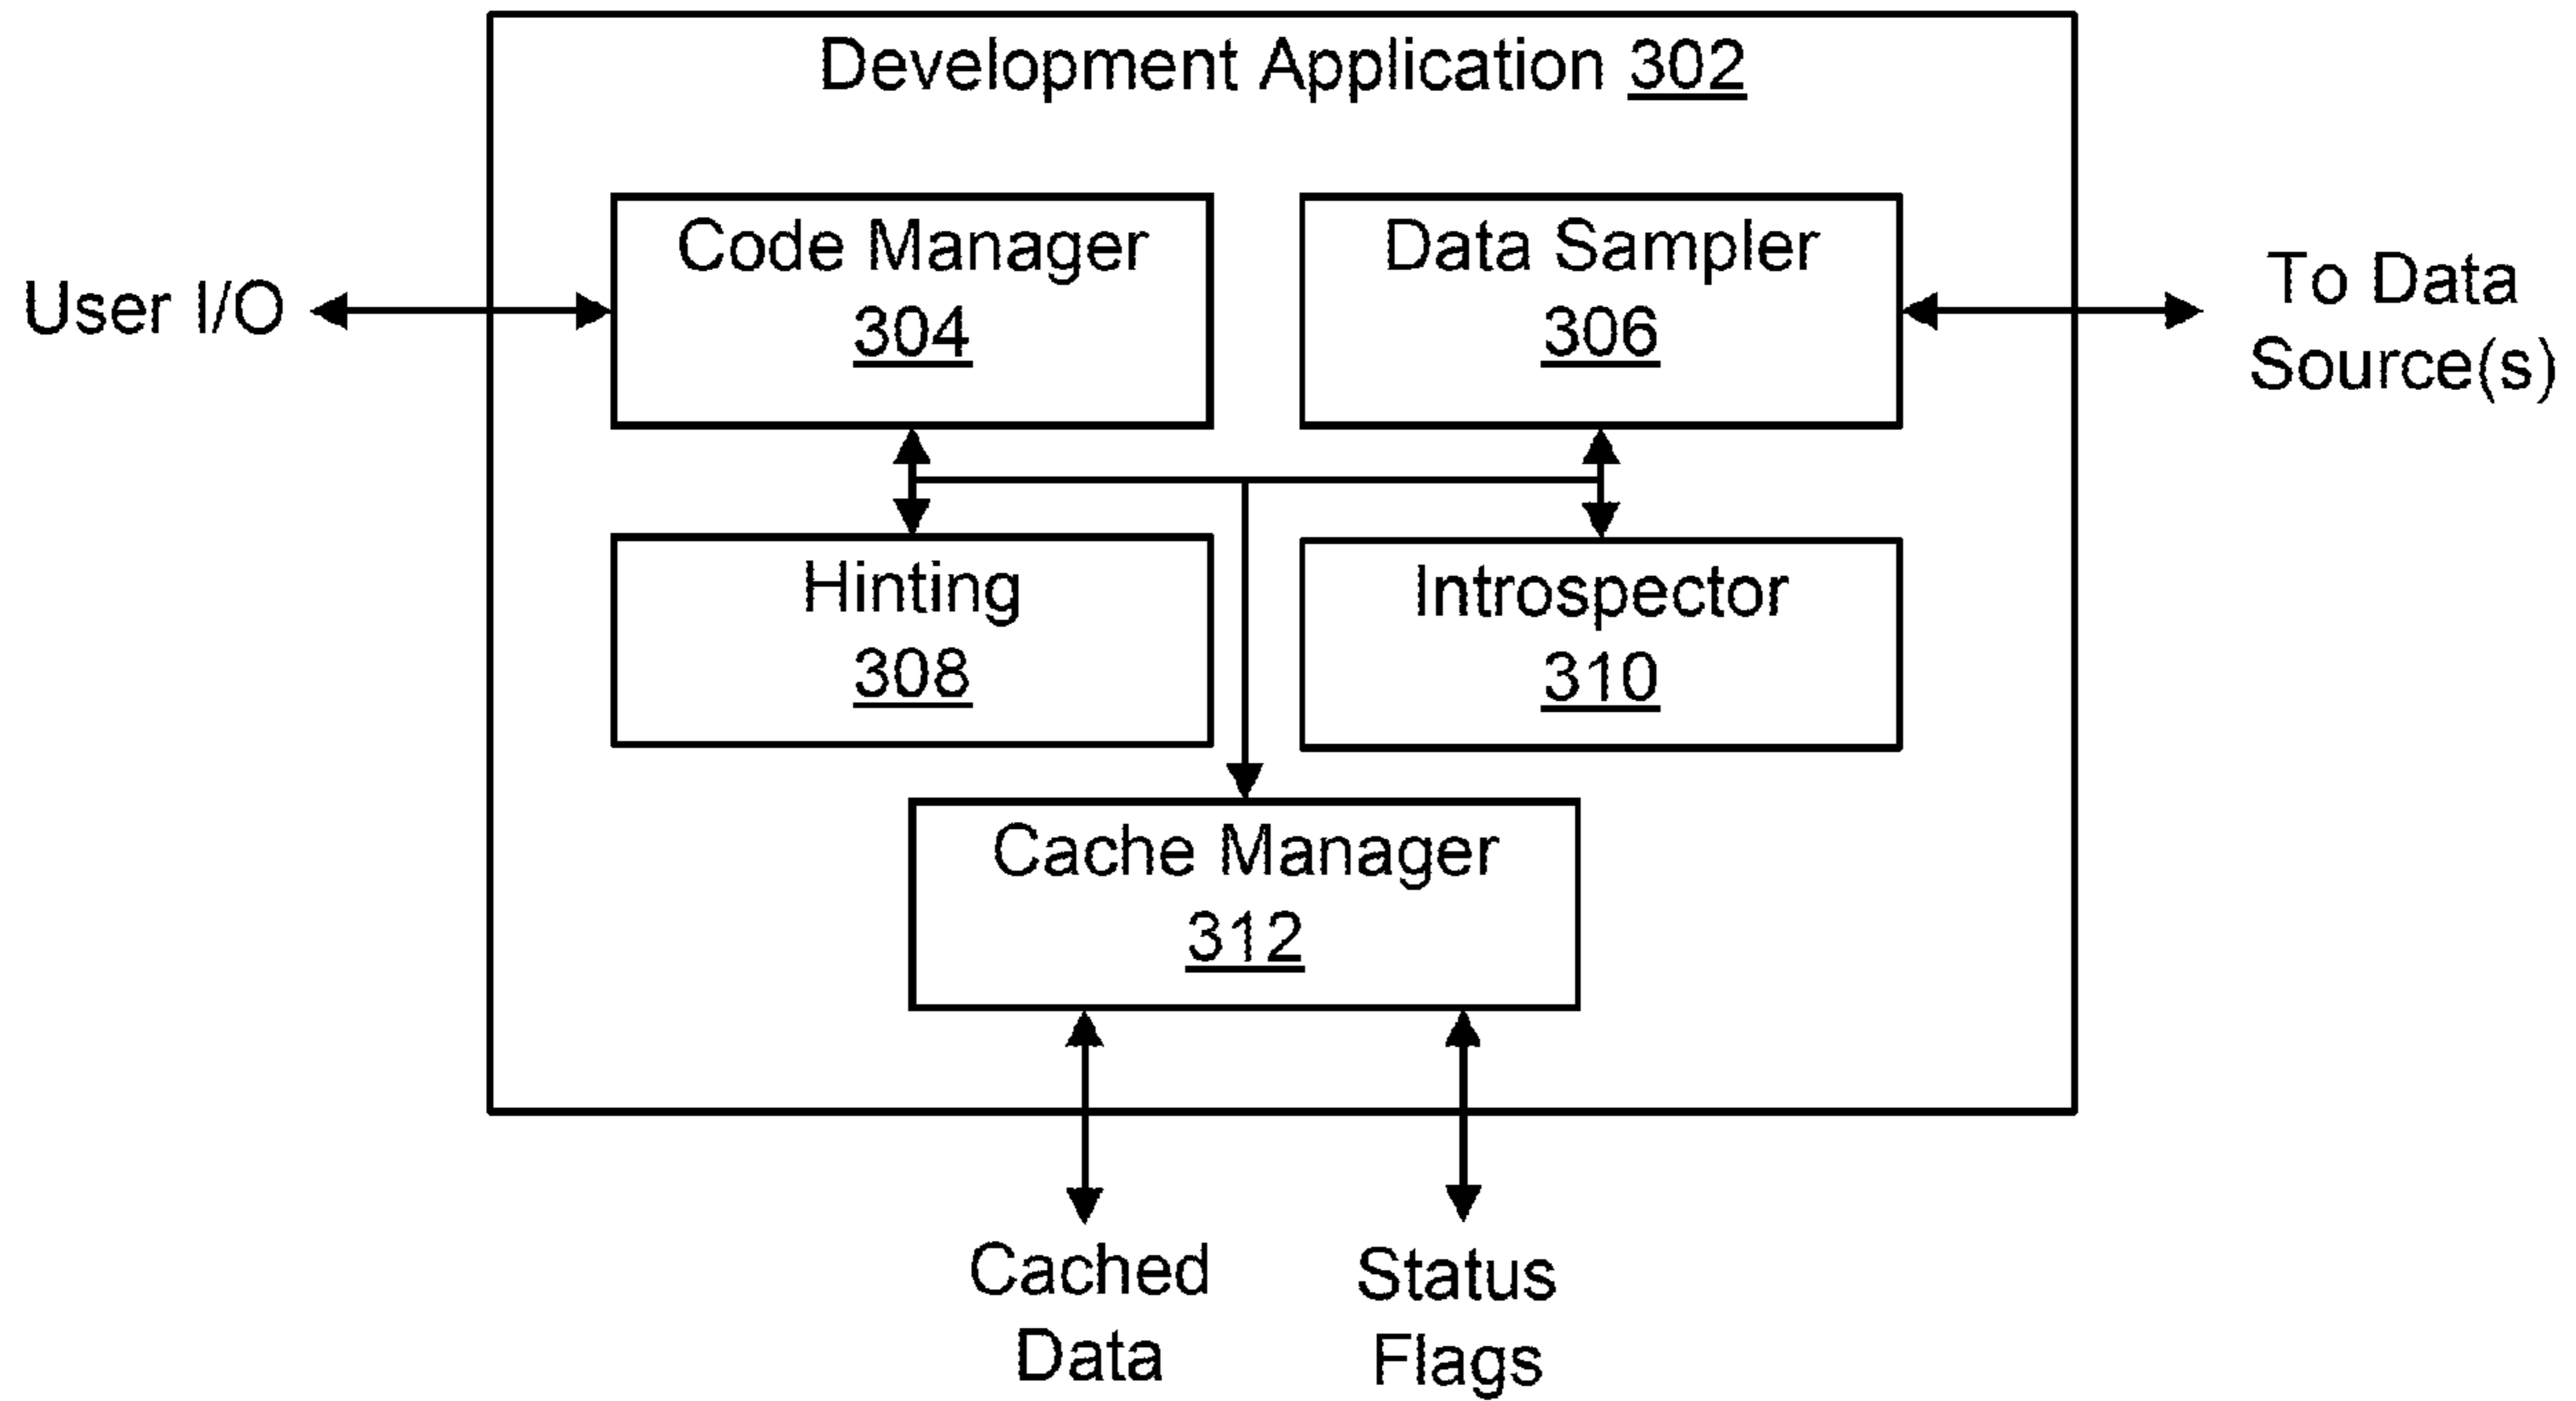 Development Application 302
User I/O
Code Manager
304
Data Sampler
306
To Data
Source(s)
Hinting
308
Introspector
310
Cache Manager
312
Cached
Data
Status
Flags